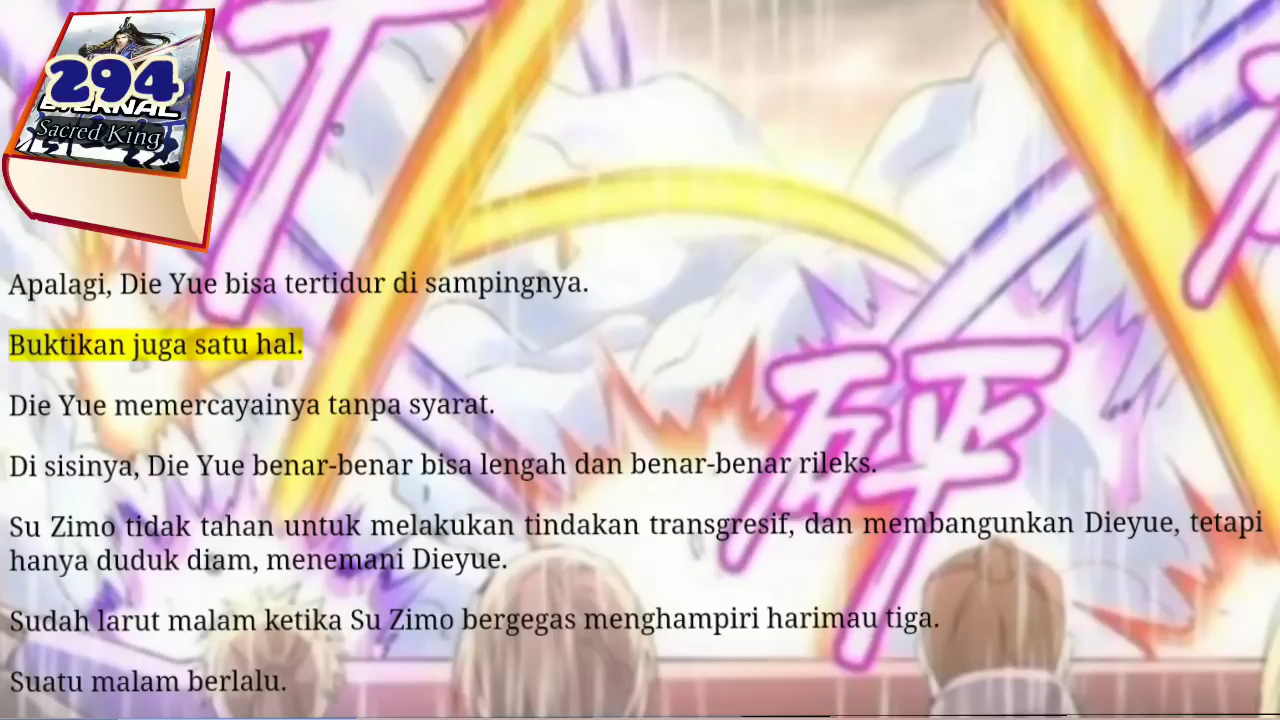 294
ETERNAL
Sacred King
Apalagi, Die Yue bisa tertidur di sampingnya.
Buktikan juga satu hal.
Die Yue memercayainya tanpa syarat.
Di sisinya, Die Yue benar-benar bisa lengah dan benar-benar rileks.
Su Zimo tidak tahan untuk melakukan tindakan transgresif, dan membangunkan Dieyue, tetapi
hanya duduk diam, menemani Dieyue.
Sudah larut malam ketika Su Zimo bergegas menghampiri harimau tiga.
Suatu malam berlalu.
砰